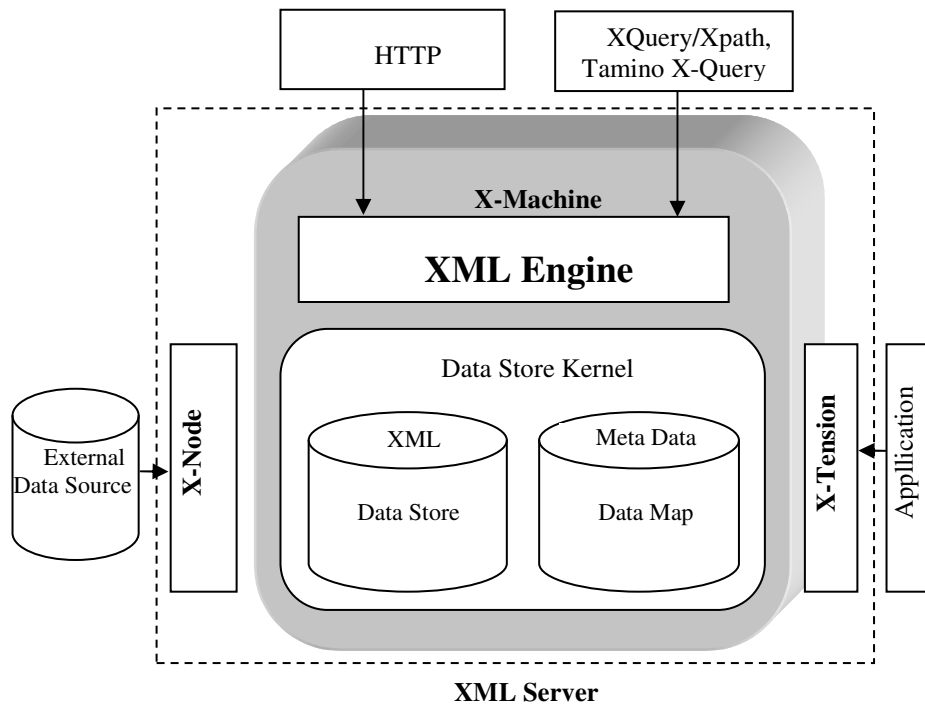 HTTP
XQuery/Xpath,
Tamino X-Query
X-Machine
XML Engine
Data Store Kernel
XML
Data Store
Meta Data
Data Map
X-Node
External
Data Source
X-Tension
Appllication
XML Server